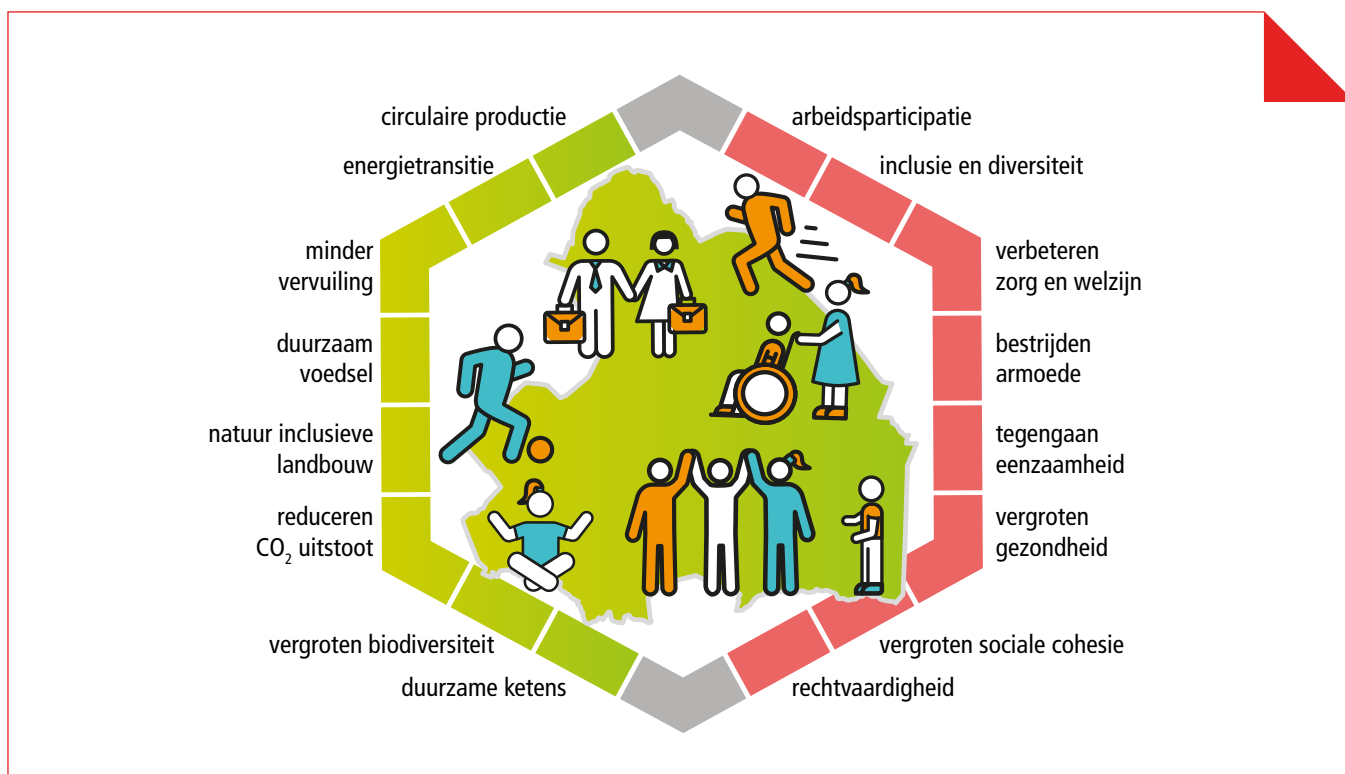 circulaire productie
energietransitie
minder
vervuiling
duurzaam
voedsel
natuur inclusieve
landbouw
reduceren
CO₂ uitstoot
vergroten biodiversiteit
duurzame ketens
arbeidsparticipatie
inclusie en diversiteit
verbeteren
zorg en welzijn
bestrijden
armoede
tegengaan
eenzaamheid
vergroten
gezondheid
vergroten sociale cohesie
rechtvaardigheid